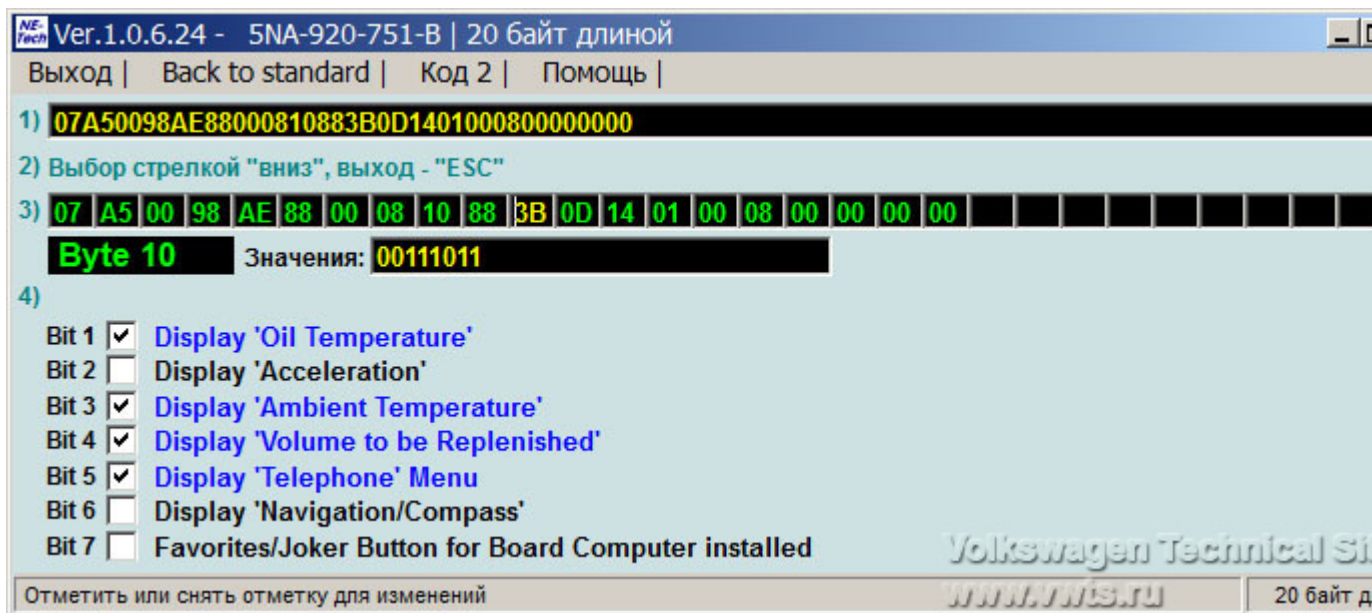 NE-Tech Ver.1.0.6.24 - 5NA-920-751-B | 20 байт длиной
Выход | Back to standard | Код 2 | Помощь |
1) 07A50098AE88000810883B0D1401000800000000
2) Выбор стрелкой "вниз", выход - "ESC"
3) 07 A5 00 98 AE 88 00 08 10 88 3B 0D 14 01 00 08 00 00 00 00
Byte 10 Значения: 00111011
4)
Bit 1 Display 'Oil Temperature'
Bit 2 Display 'Acceleration'
Bit 3 Display 'Ambient Temperature'
Bit 4 Display 'Volume to be Replenished'
Bit 5 Display 'Telephone' Menu
Bit 6 Display 'Navigation/Compass'
Bit 7 Favorites/Joker Button for Board Computer installed
Volkswagen Technical Si
www.vwts.ru
Отметить или снять отметку для изменений 20 байт д